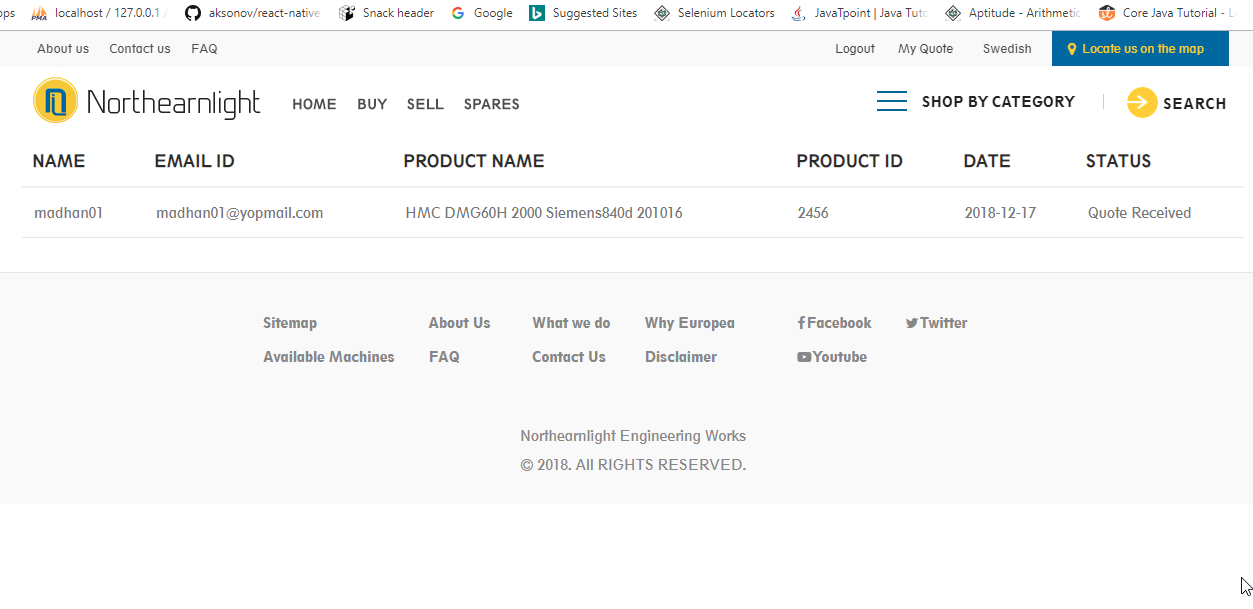 ops localhost / 127.0.0.1 / aksonov/react-native Snack header Google Suggested Sites Selenium Locators JavaTpoint | Java Tuto Aptitude - Arithmetic Core Java Tutorial - L
About us Contact us FAQ Logout My Quote Swedish Locate us on the map
Northearnlight HOME BUY SELL SPARES SHOP BY CATEGORY SEARCH
NAME EMAIL ID PRODUCT NAME PRODUCT ID DATE STATUS
madhan01 madhan01@yopmail.com HMC DMG60H 2000 Siemens840d 201016 2456 2018-12-17 Quote Received
Sitemap About Us What we do Why Europea Facebook Twitter
Available Machines FAQ Contact Us Disclaimer Youtube
Northearnlight Engineering Works
© 2018. All RIGHTS RESERVED.